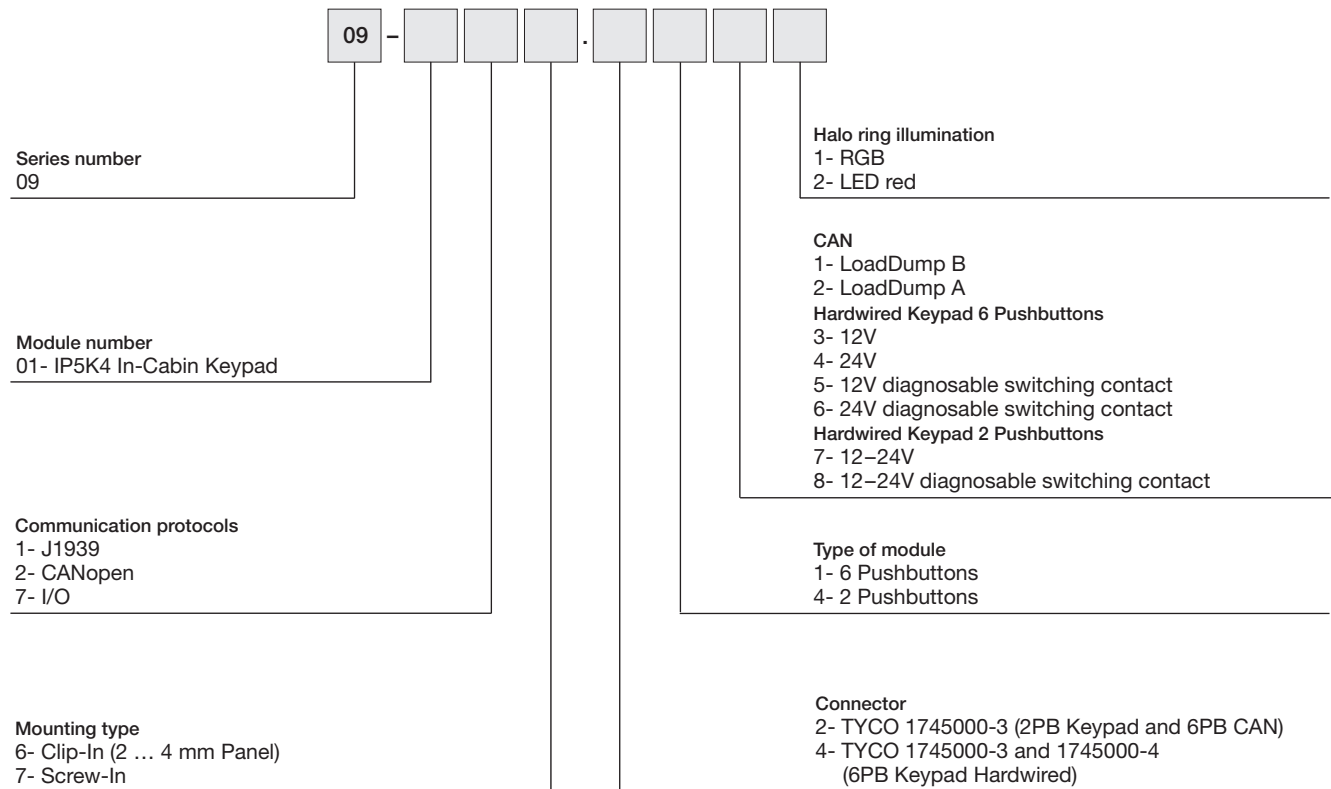 09 – .
Series number
09
Module number
01- IP5K4 In-Cabin Keypad
Communication protocols
1- J1939
2- CANopen
7- I/O
Mounting type
6- Clip-In (2 … 4 mm Panel)
7- Screw-In
Halo ring illumination
1- RGB
2- LED red
CAN
1- LoadDump B
2- LoadDump A
Hardwired Keypad 6 Pushbuttons
3- 12V
4- 24V
5- 12V diagnosable switching contact
6- 24V diagnosable switching contact
Hardwired Keypad 2 Pushbuttons
7- 12–24V
8- 12–24V diagnosable switching contact
Type of module
1- 6 Pushbuttons
4- 2 Pushbuttons
Connector
2- TYCO 1745000-3 (2PB Keypad and 6PB CAN)
4- TYCO 1745000-3 and 1745000-4
(6PB Keypad Hardwired)